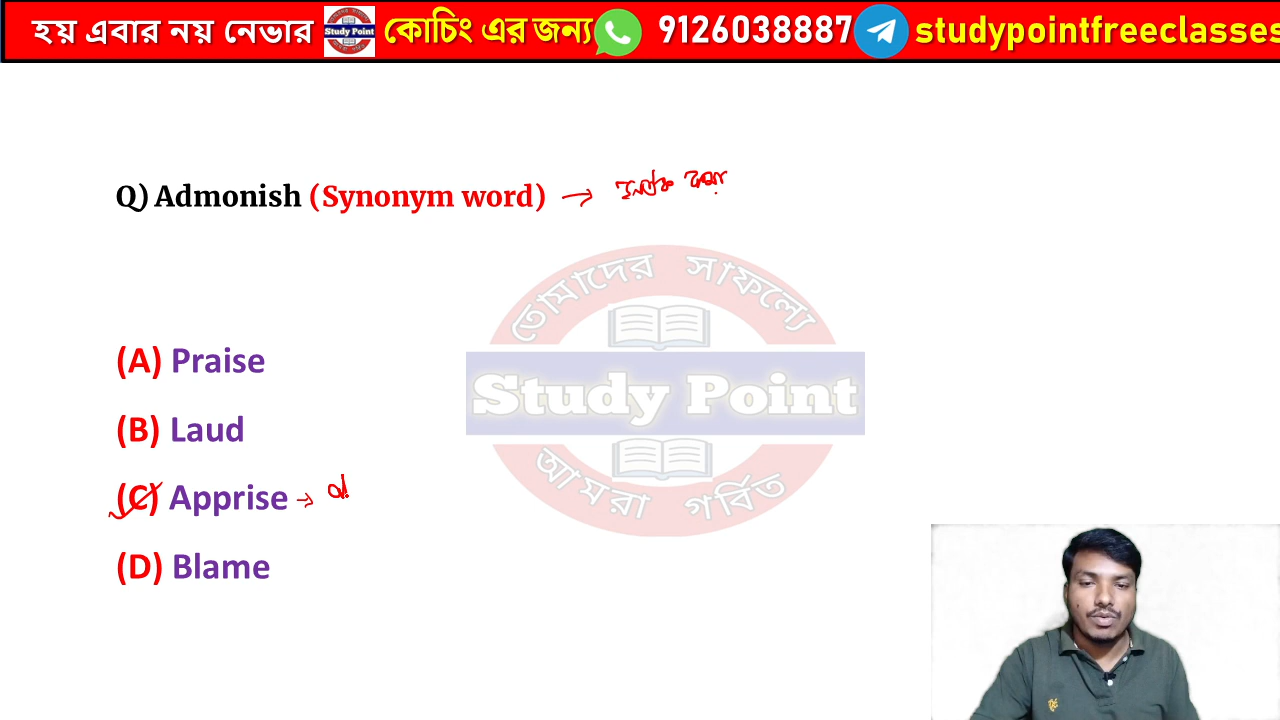 হয় এবার নয় নেভার Study Point কোচিং এর জন্য 9126038887 studypointfreeclasses
Q) Admonish (Synonym word) →
তোমাদের সাফল্যে
Study Point
আমরা গর্বিত
(A) Praise
(B) Laud
(C) Apprise →
(D) Blame